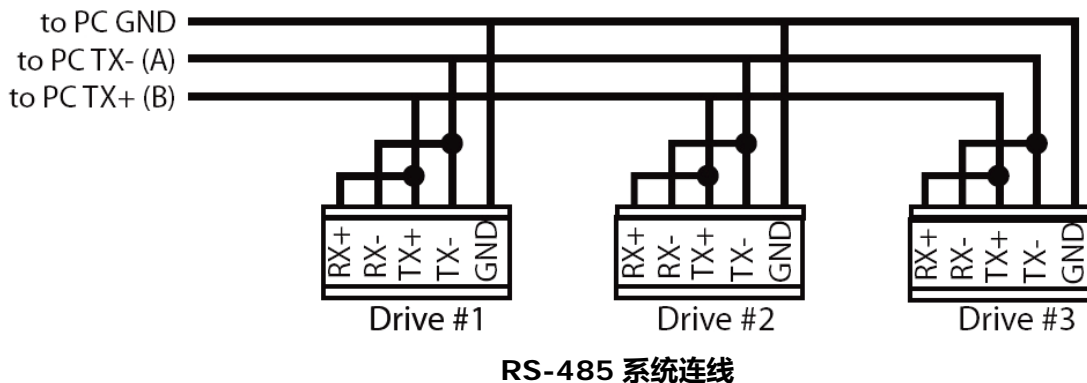 to PC GND
to PC TX- (A)
to PC TX+ (B)
RX+
RX-
TX+
TX-
GND
RX+
RX-
TX+
TX-
GND
RX+
RX-
TX+
TX-
GND
Drive #1
Drive #2
Drive #3
RS-485 系统连线